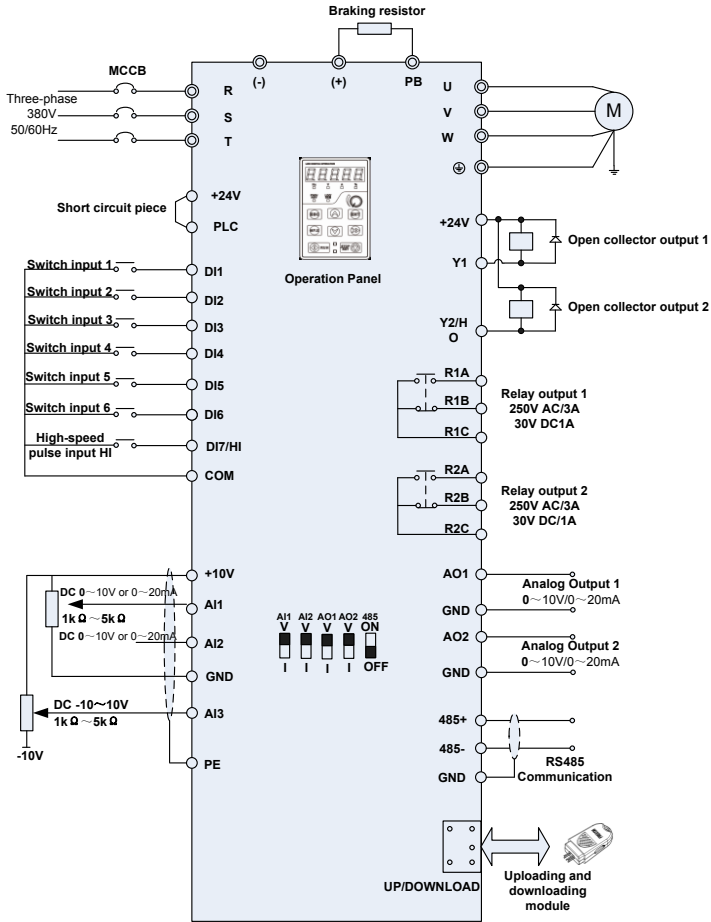 Braking resistor
MCCB
Three-phase
380V
50/60Hz
R
S
T
(-)
(+)
PB
U
V
W
M
Short circuit piece
+24V
PLC
Operation Panel
+24V
Y1
Open collector output 1
Y2/H
O
Open collector output 2
Switch input 1
DI1
Switch input 2
DI2
Switch input 3
DI3
Switch input 4
DI4
Switch input 5
DI5
Switch input 6
DI6
High-speed
pulse input HI
DI7/HI
COM
R1A
R1B
R1C
Relay output 1
250V AC/3A
30V DC1A
R2A
R2B
R2C
Relay output 2
250V AC/3A
30V DC/1A
+10V
DC 0～10V or 0～20mA
AI1
1kΩ～5kΩ
DC 0～10V or 0～20mA
AI2
GND
DC -10～10V
AI3
1kΩ～5kΩ
-10V
PE
AI1 AI2 AO1 AO2 485
V V V V ON
I I I I OFF
AO1
Analog Output 1
0～10V/0～20mA
GND
AO2
Analog Output 2
0～10V/0～20mA
GND
485+
485-
GND
RS485
Communication
UP/DOWNLOAD
Uploading and
downloading
module